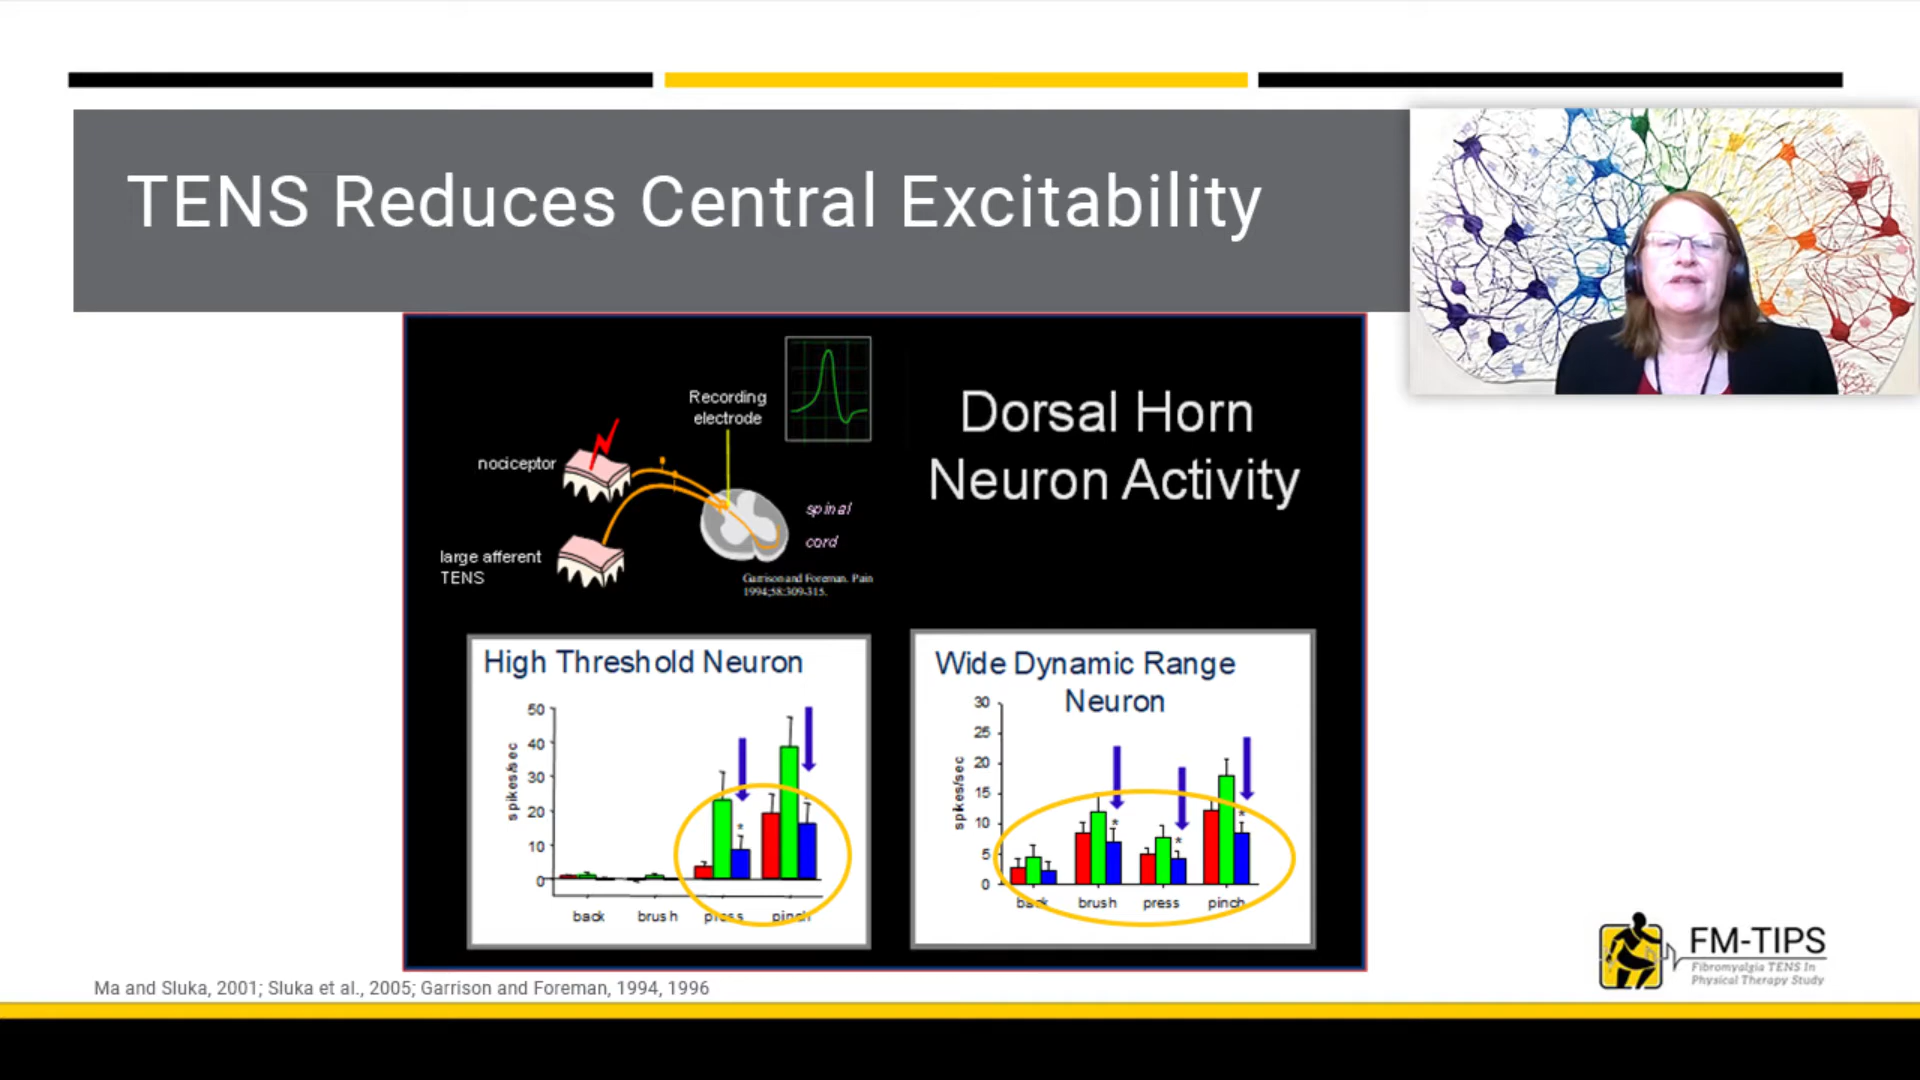 TENS Reduces Central Excitability
Recording
electrode
nociceptor
large afferent
TENS
spinal
cord
Garrison and Foreman. Pain
1994;58:309-315.
Dorsal Horn
Neuron Activity
High Threshold Neuron
50
40
30
20
10
0
spikes/sec
back brush press pinch
Wide Dynamic Range
Neuron
30
25
20
15
10
5
0
spikes/sec
* * *
back brush press pinch
Ma and Sluka, 2001; Sluka et al., 2005; Garrison and Foreman, 1994, 1996
FM-TIPS
Fibromyalgia TENS In
Physical Therapy Study